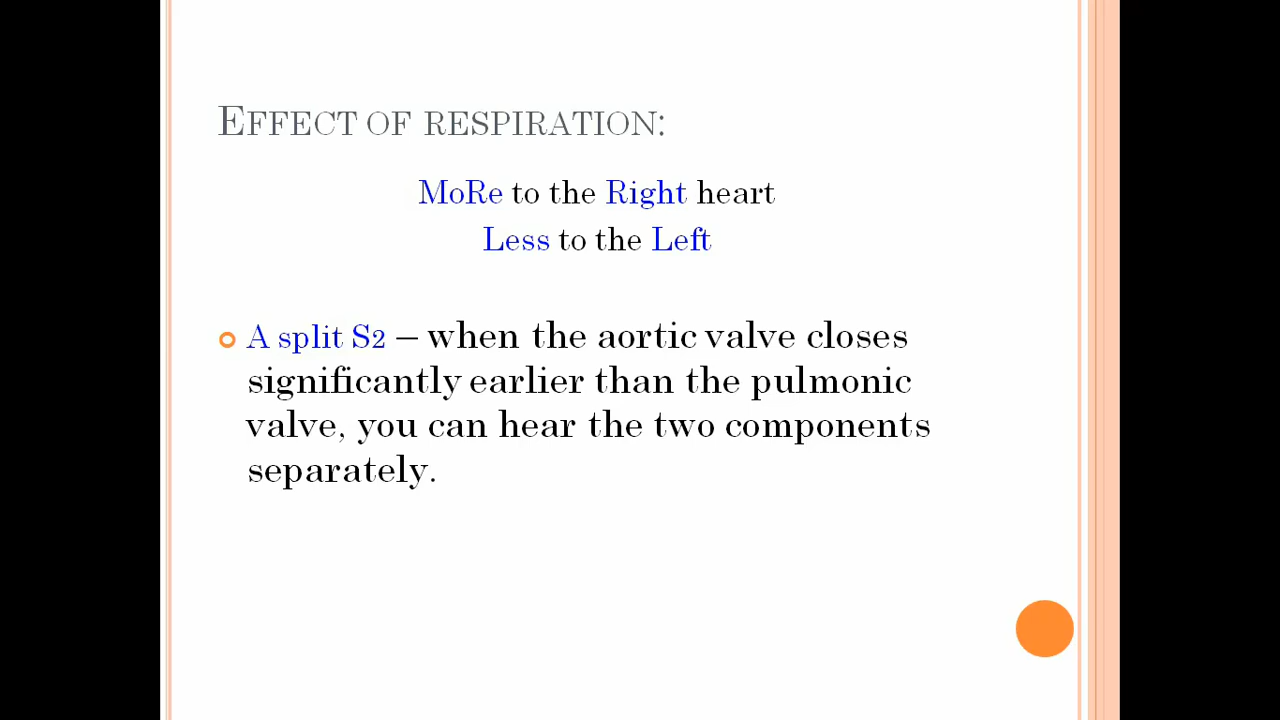 EFFECT OF RESPIRATION:
MoRe to the Right heart
Less to the Left
A split S2 – when the aortic valve closes
significantly earlier than the pulmonic
valve, you can hear the two components
separately.